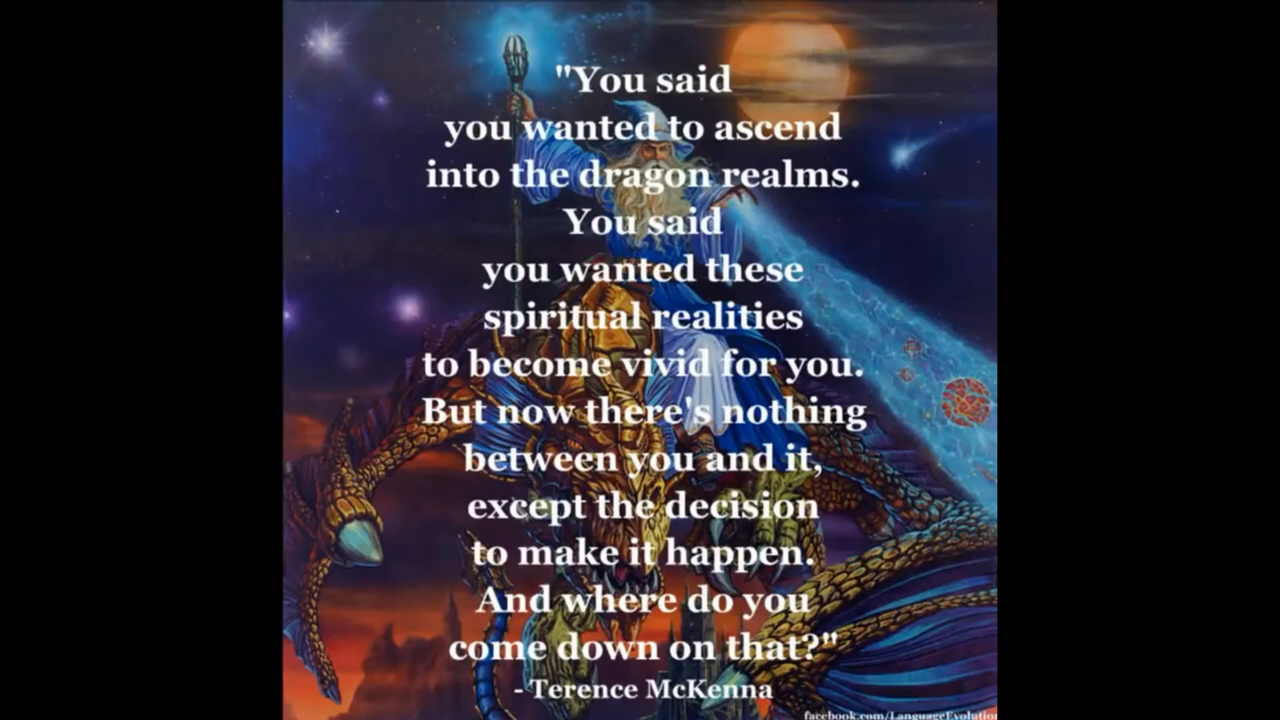 "You said
you wanted to ascend
into the dragon realms.
You said
you wanted these
spiritual realities
to become vivid for you.
But now there's nothing
between you and it,
except the decision
to make it happen.
And where do you
come down on that?"
- Terence McKenna
facebook.com/LanguageEvolution